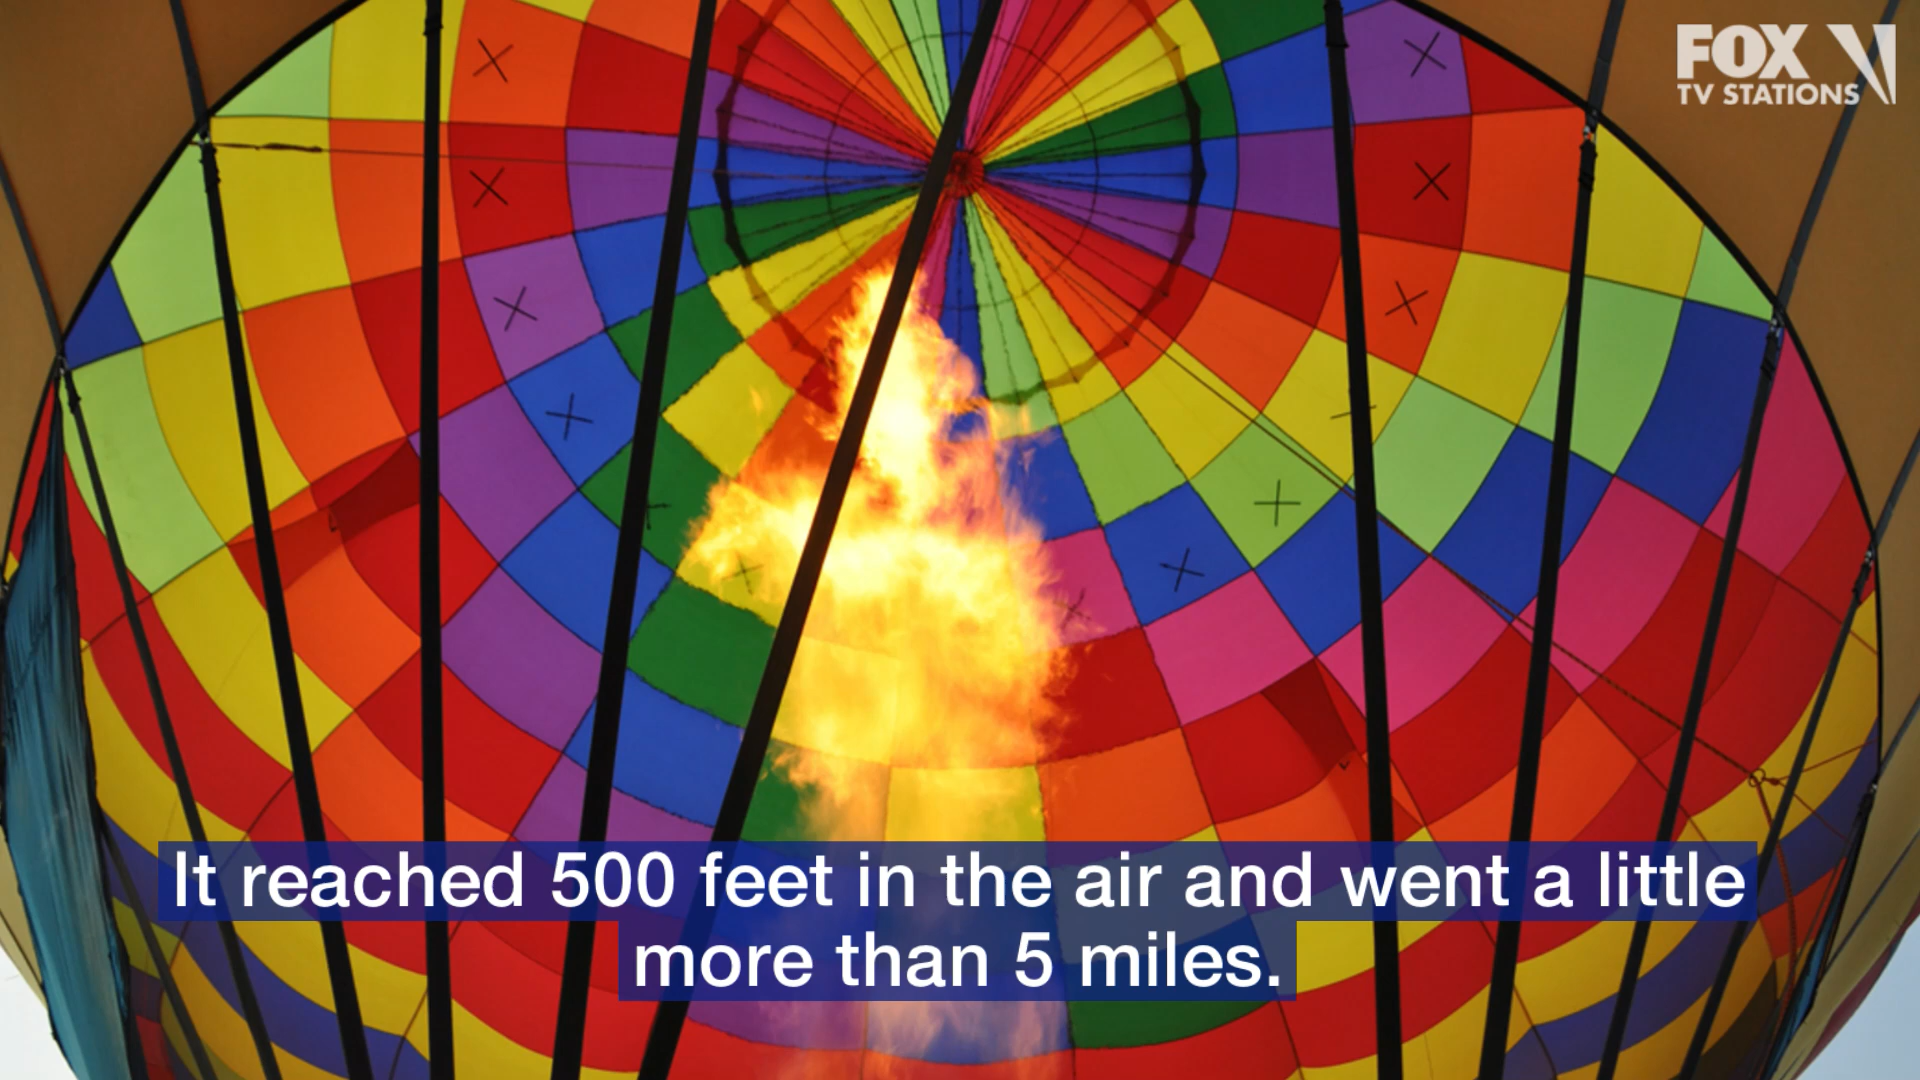 FOX
TV STATIONS
It reached 500 feet in the air and went a little
more than 5 miles.